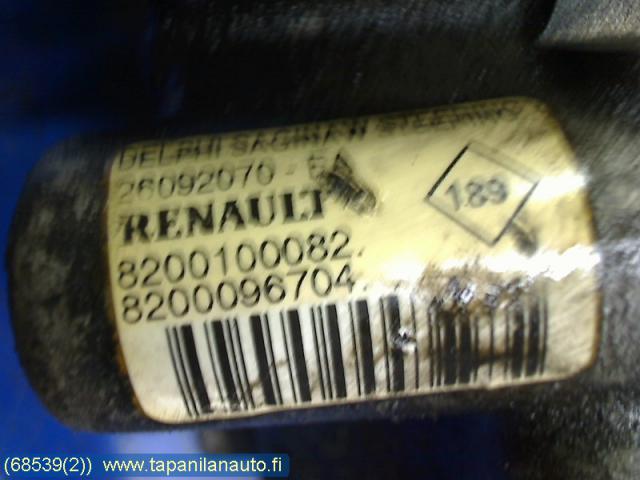 DELPHI SAGINAW STEERING
26092070 - EA
RENAULT
189
8200100082.
8200096704.
(68539(2)) www.tapanilanauto.fi